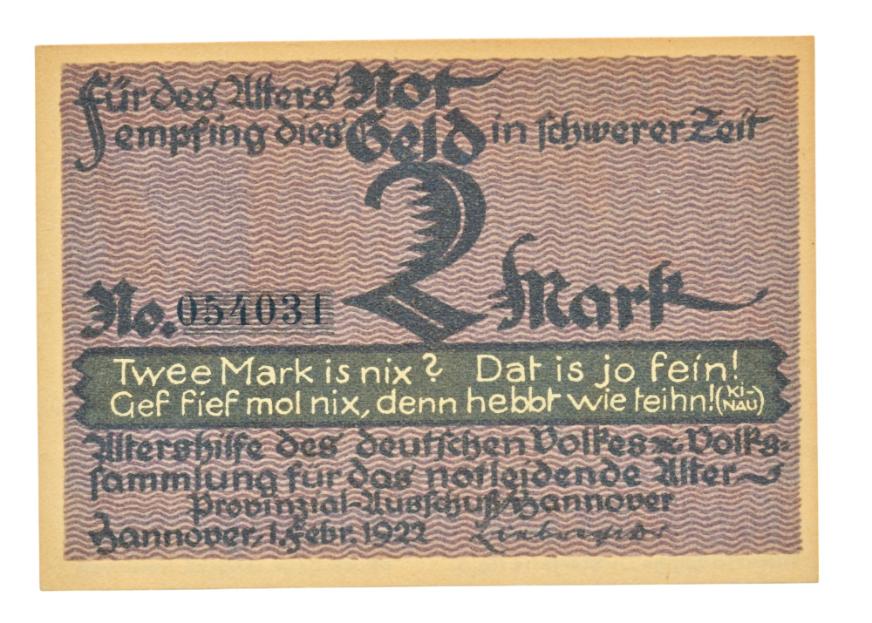 Für des Alters Not
empfing dies Geld in schwerer Zeit
2
No. 054031 Mark
Twee Mark is nix? Dat is jo fein!
Gef fief mol nix, denn hebbt wie teihn! (KI-
NAU)
Altershilfe des deutschen Volkes Volks=
sammlung für das notleidende Alter
Provinzial-Ausschuß Hannover
Hannover, 1. Febr. 1922